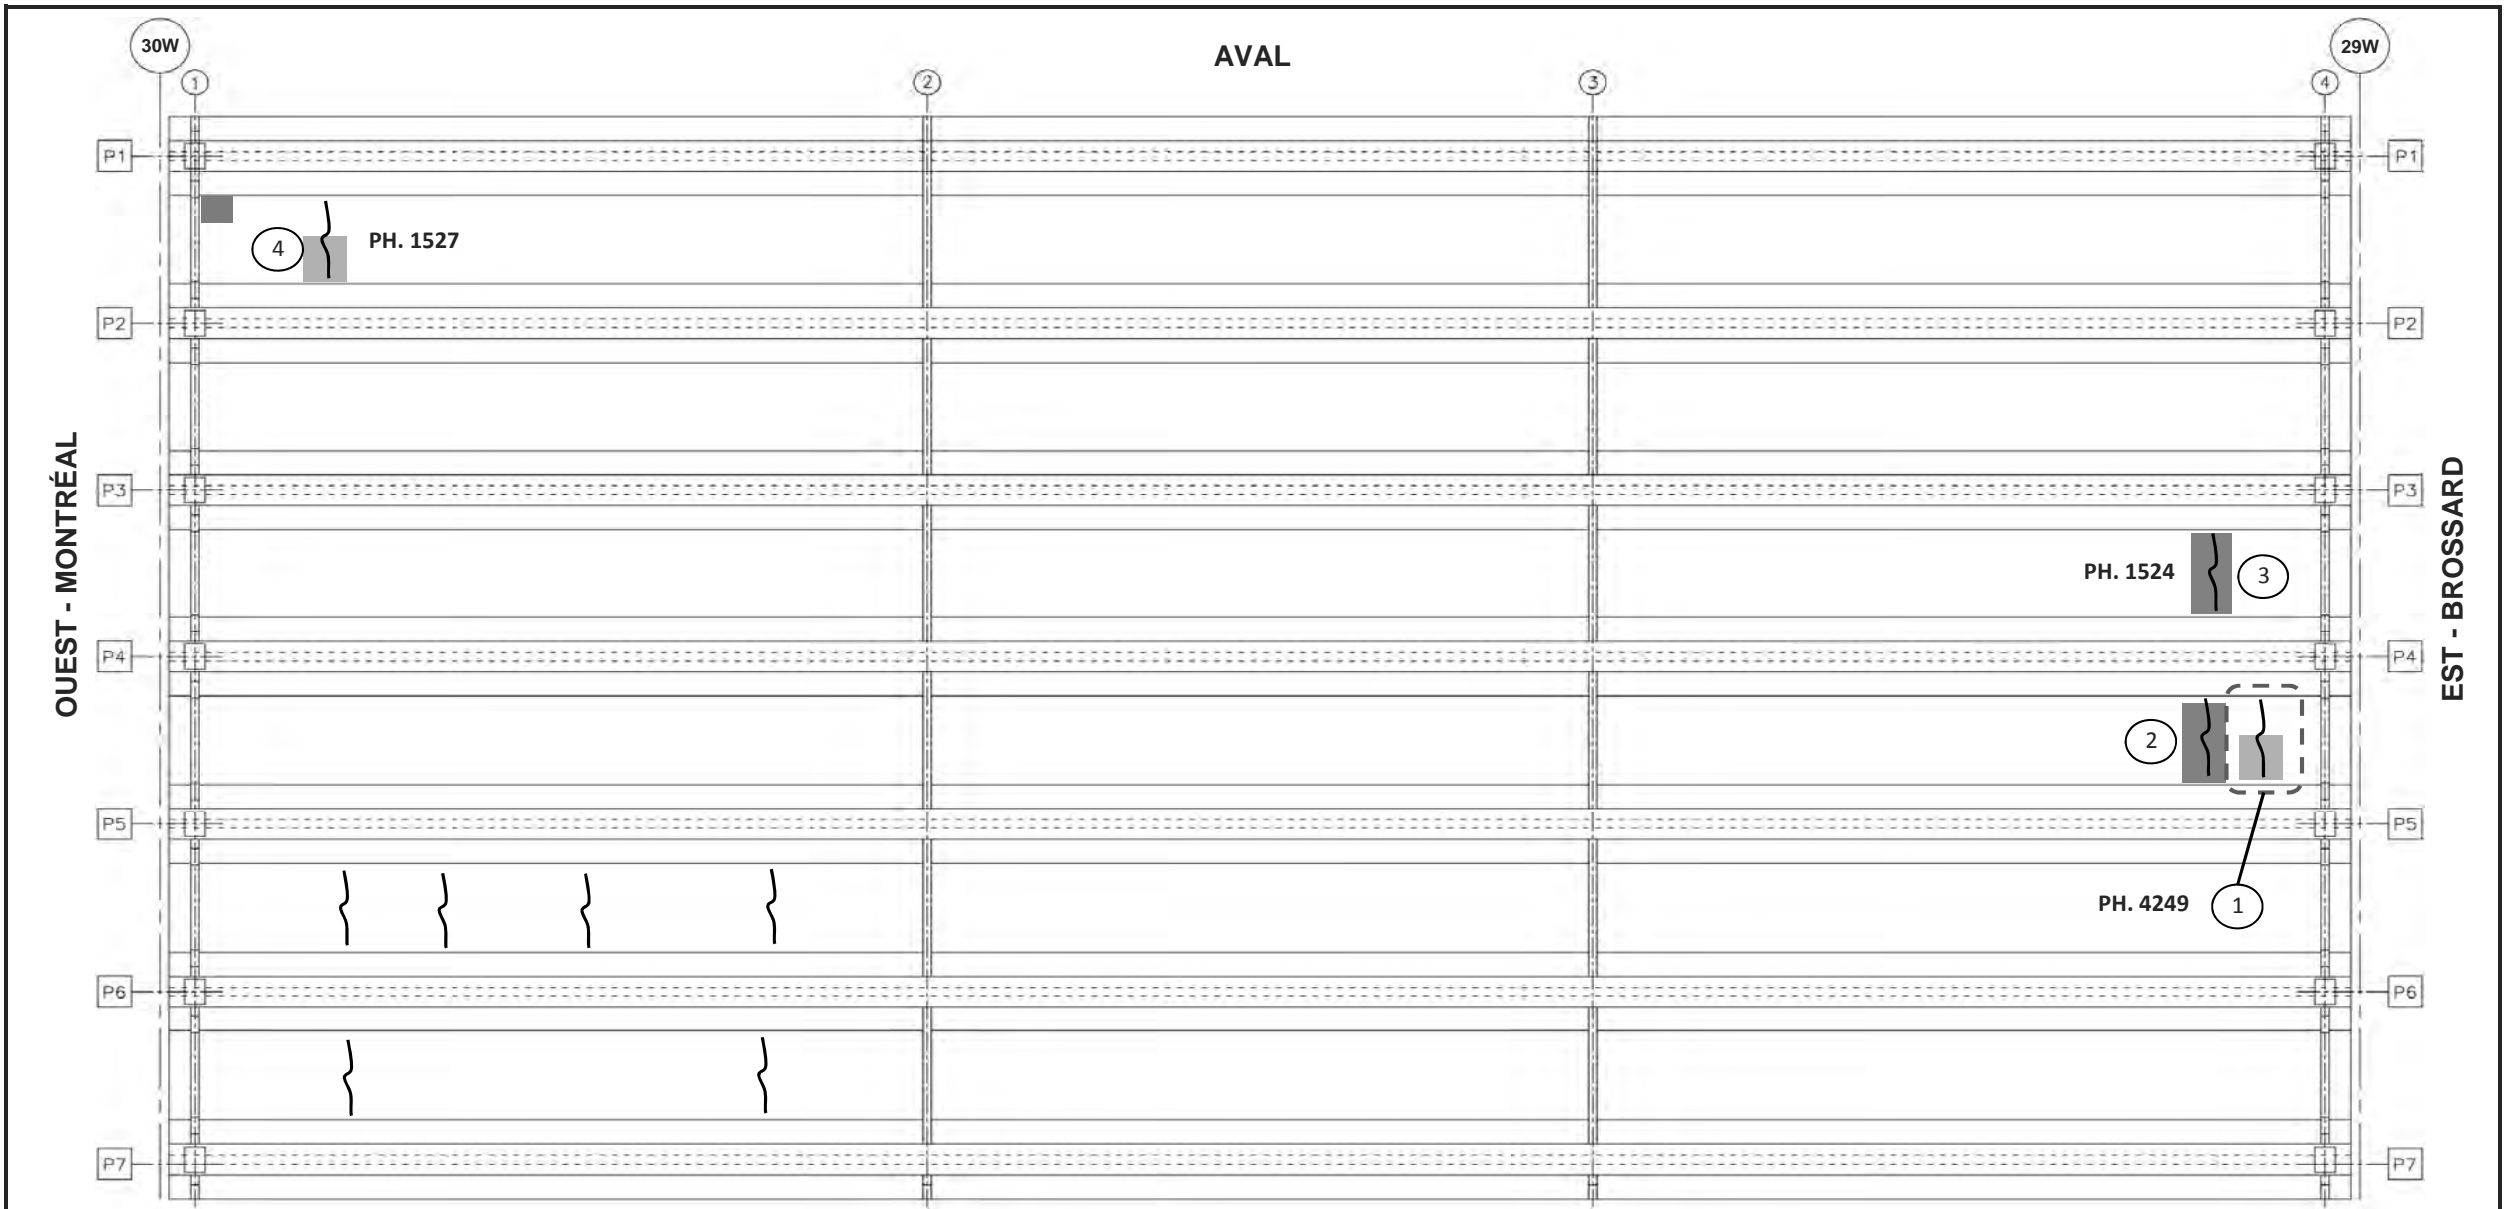 30W
AVAL
29W
1
2
3
4
P1
P1
4
PH. 1527
P2
P2
OUEST - MONTRÉAL
EST - BROSSARD
P3
P3
PH. 1524
3
P4
P4
2
P5
P5
PH. 4249
1
P6
P6
P7
P7